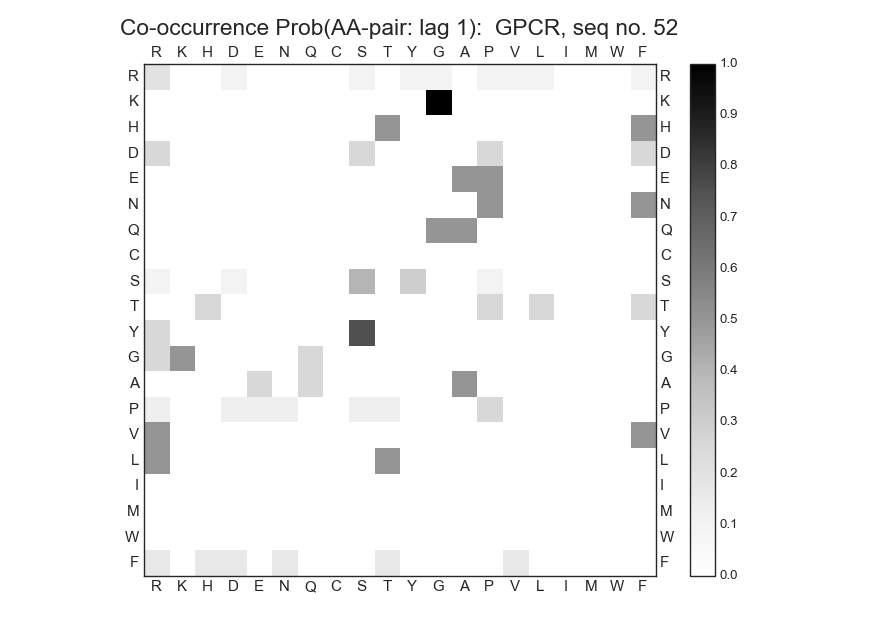 Co-occurrence Prob(AA-pair: lag 1):  GPCR, seq no. 52
R K H D E N Q C S T Y G A P V L I M W F
R R 1.0
K K 0.9
H H
D D 0.8
E E
N N 0.7
Q Q
C C 0.6
S S
T T 0.5
Y Y
G G 0.4
A A
P P 0.3
V V
L L 0.2
I I
M M 0.1
W W
F F 0.0
R K H D E N Q C S T Y G A P V L I M W F